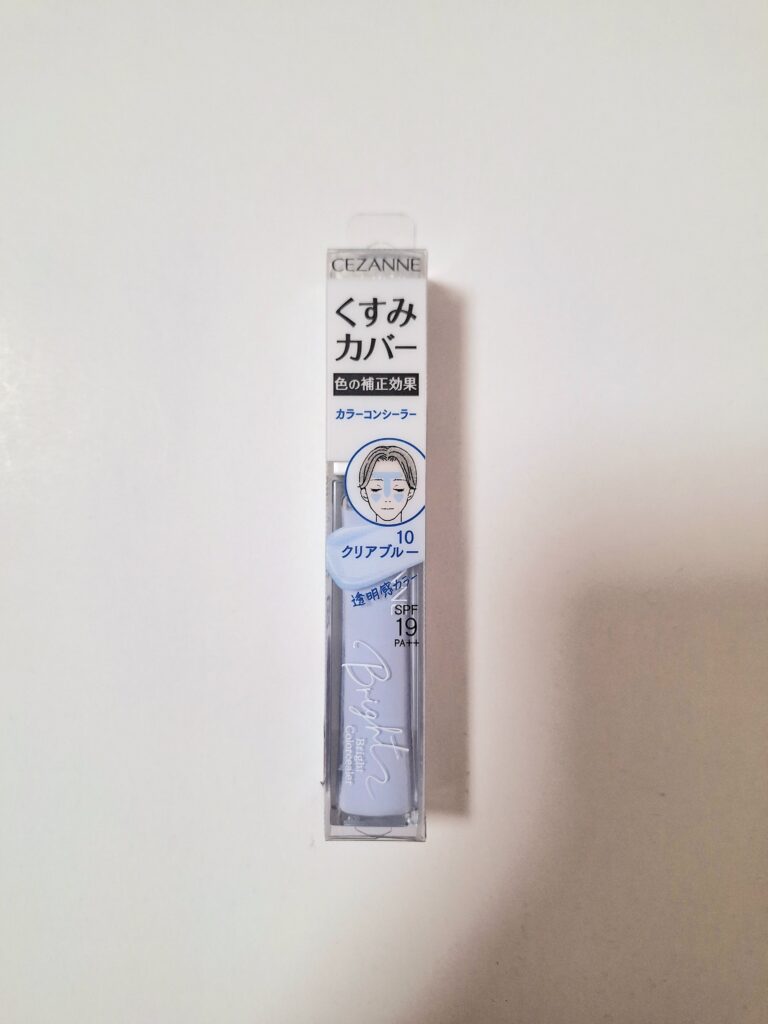 CEZANNE
くすみ
カバー
色の補正効果
カラーコンシーラー
10
クリアブルー
透明感カラー
SPF
19
PA++
Bright
Bright
Colorcealer